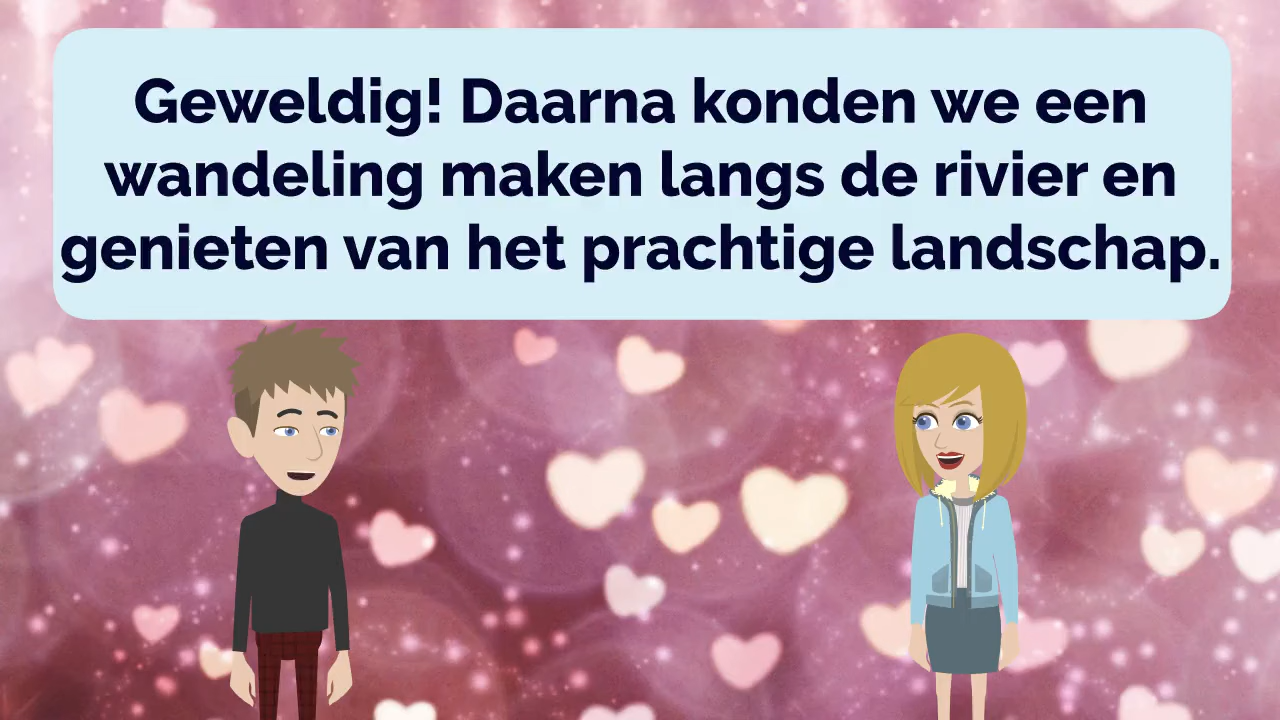 Geweldig! Daarna konden we een
wandeling maken langs de rivier en
genieten van het prachtige landschap.